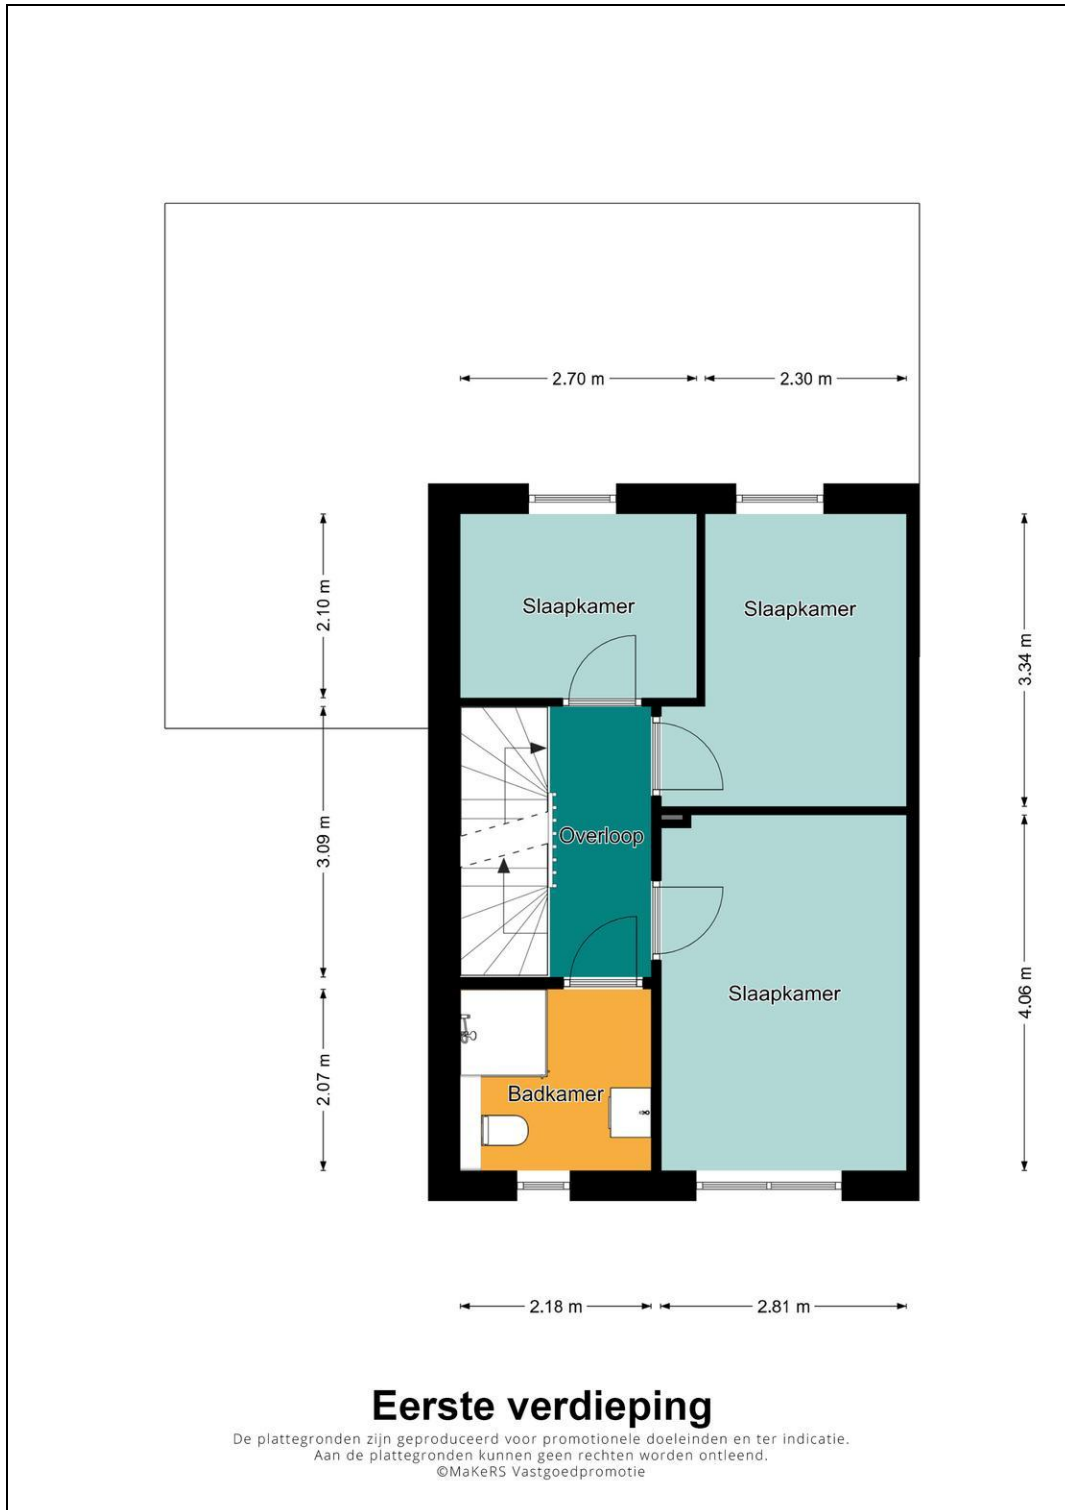 2.70 m
2.30 m
2.10 m
Slaapkamer
Slaapkamer
3.34 m
3.09 m
Overloop
Slaapkamer
4.06 m
2.07 m
Badkamer
2.18 m
2.81 m
Eerste verdieping
De plattegronden zijn geproduceerd voor promotionele doeleinden en ter indicatie.
Aan de plattegronden kunnen geen rechten worden ontleend.
©MaKeRS Vastgoedpromotie